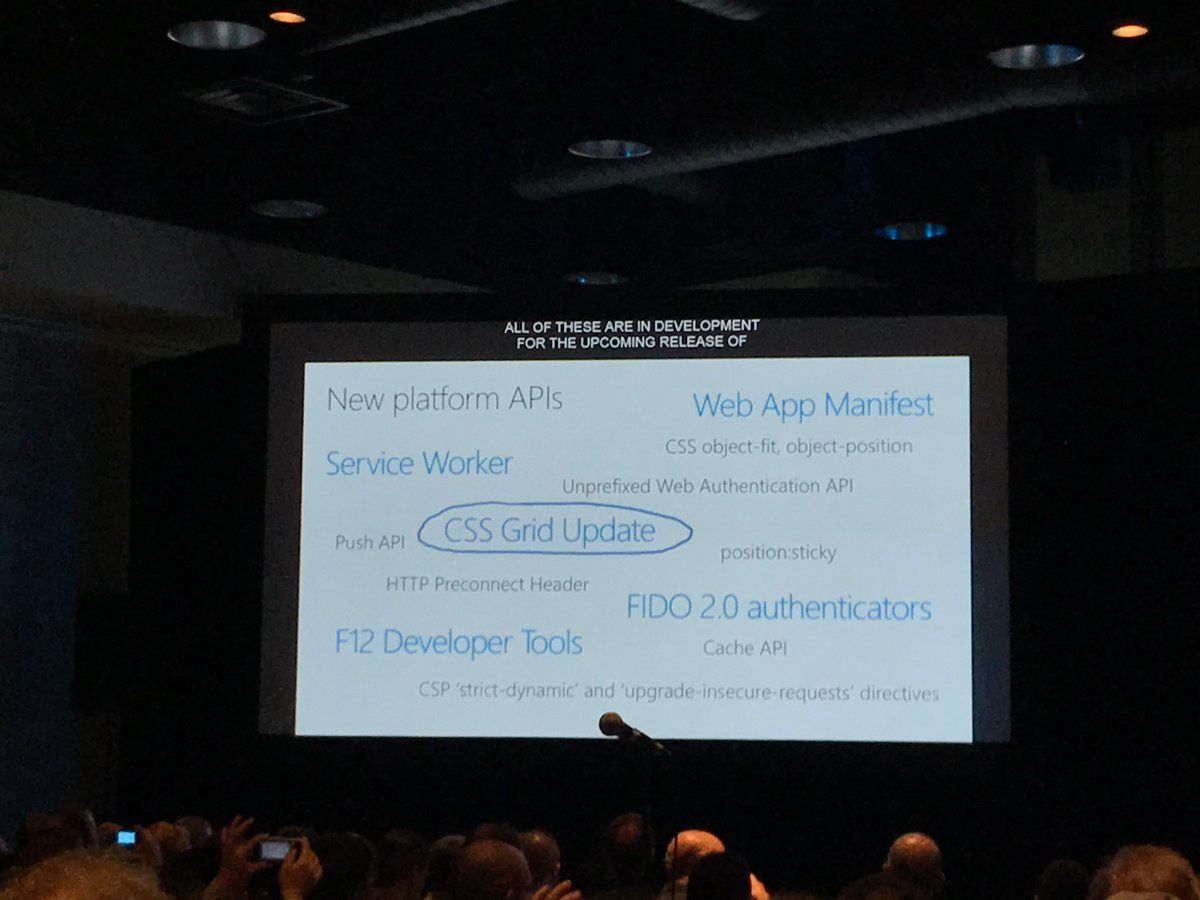 ALL OF THESE ARE IN DEVELOPMENT
FOR THE UPCOMING RELEASE OF
New platform APIs
Web App Manifest
CSS object-fit, object-position
Service Worker
Unprefixed Web Authentication API
CSS Grid Update
Push API
position:sticky
HTTP Preconnect Header
FIDO 2.0 authenticators
F12 Developer Tools
Cache API
CSP ‘strict-dynamic’ and ‘upgrade-insecure-requests’ directives